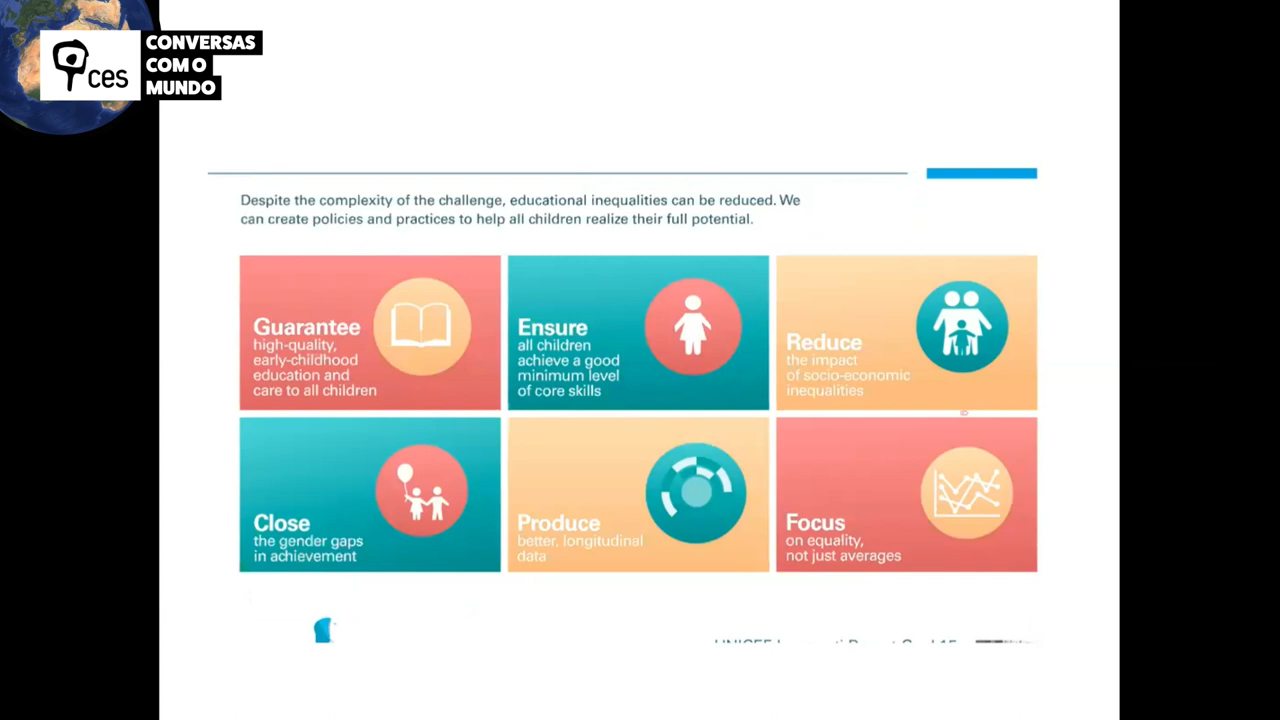 ces
CONVERSAS
COM O
MUNDO
Despite the complexity of the challenge, educational inequalities can be reduced. We
can create policies and practices to help all children realize their full potential.
Guarantee
high-quality,
early-childhood
education and
care to all children
Ensure
all children
achieve a good
minimum level
of core skills
Reduce
the impact
of socio-economic
inequalities
Close
the gender gaps
in achievement
Produce
better, longitudinal
data
Focus
on equality,
not just averages